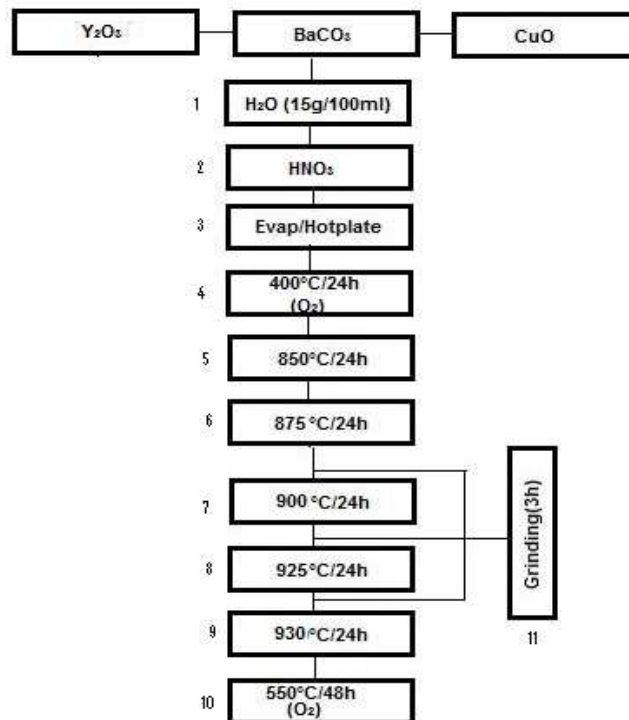 Y₂O₃
BaCO₃
CuO
1
H₂O (15g/100ml)
2
HNO₃
3
Evap/Hotplate
4
400°C/24h
(O₂)
5
850°C/24h
6
875°C/24h
7
900 °C/24h
8
925°C/24h
9
930/°C/24h
10
550°C/48h
(O₂)
Grinding(3h)
11